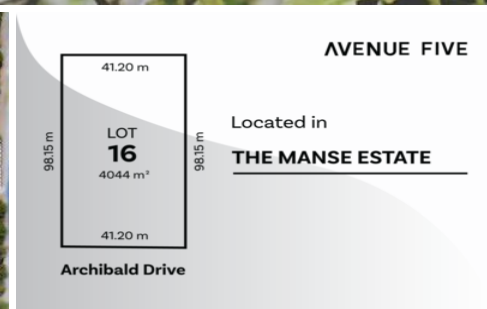 AVENUE FIVE
41.20 m
98.15 m
LOT
16
4044 m²
98.15 m
41.20 m
Archibald Drive
Located in
THE MANSE ESTATE